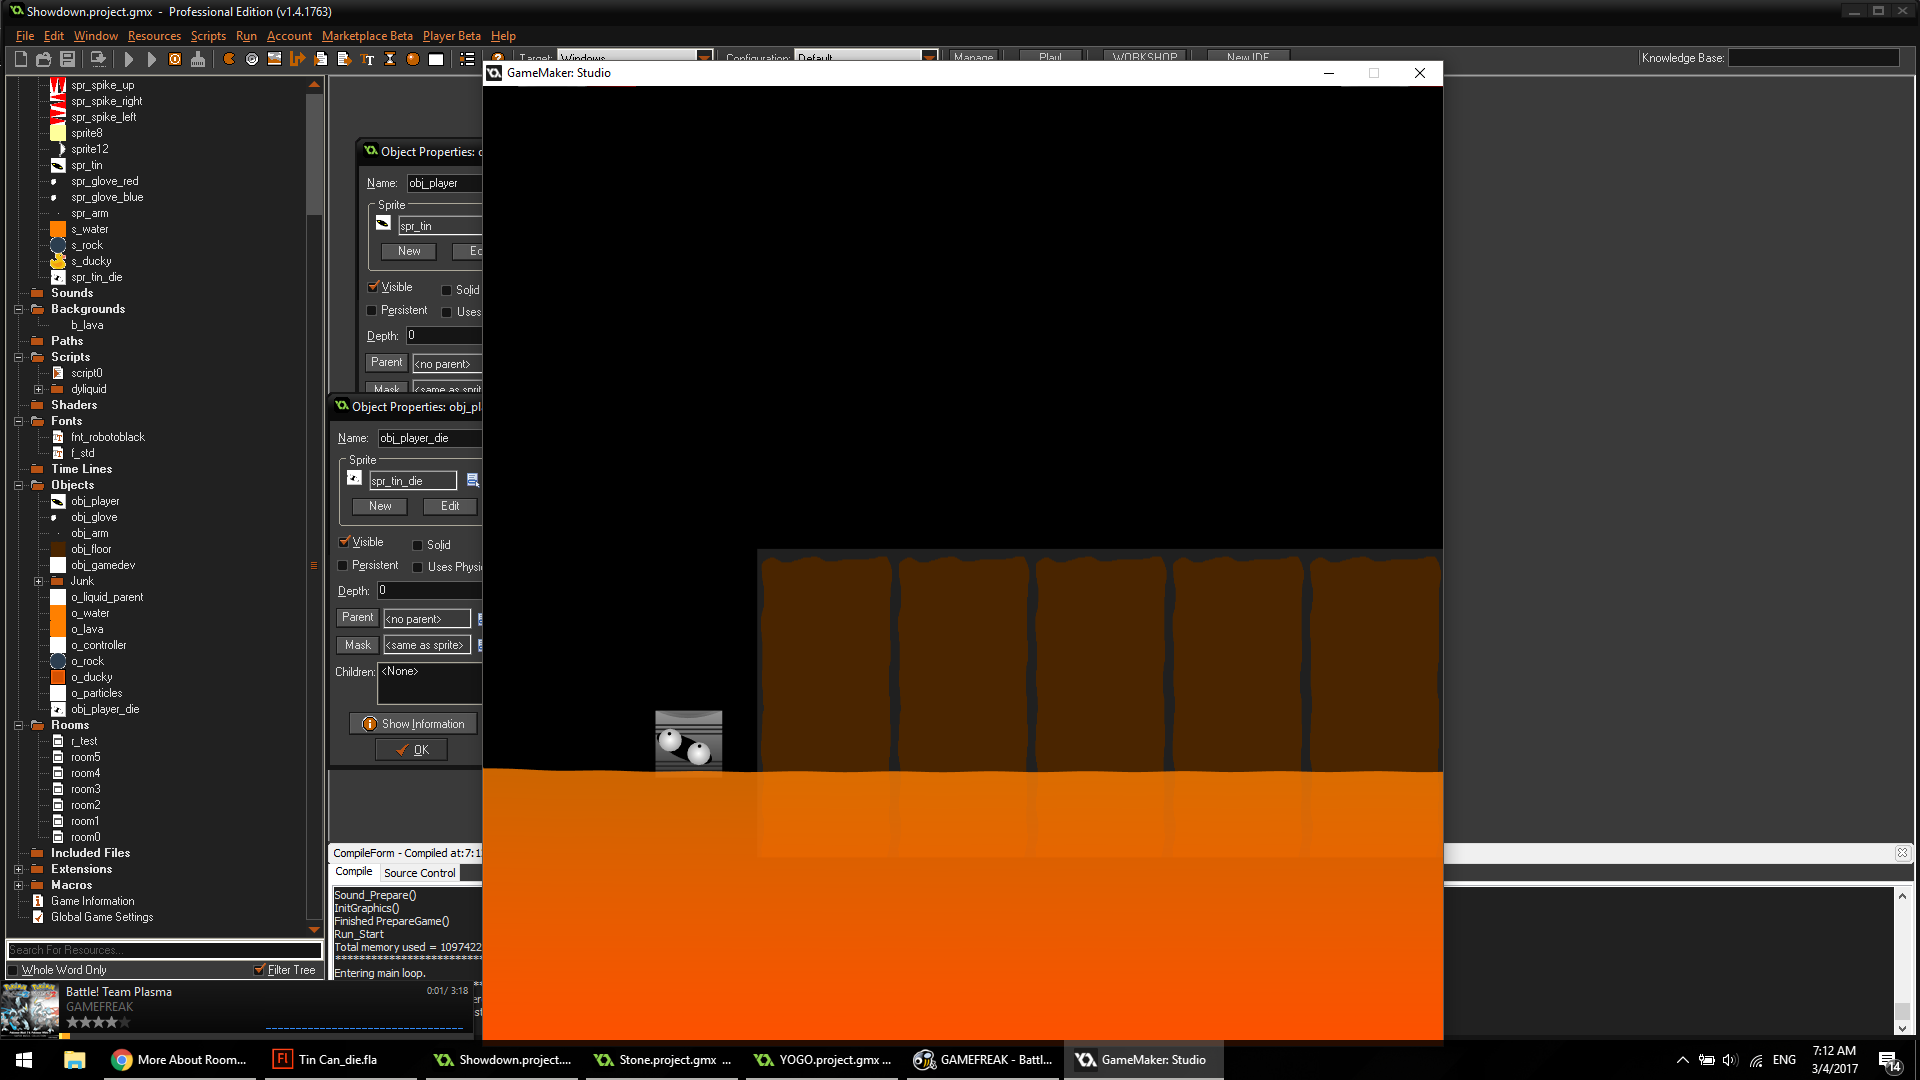 Showdown.project.gmx - Professional Edition (v1.4.1763)
File Edit Window Resources Scripts Run Account Marketplace Beta Player Beta Help
Target: Windows Configuration: Default Manage Play! WORKSHOP New IDE Knowledge Base:
GameMaker: Studio
spr_spike_up
spr_spike_right
spr_spike_left
sprite8
sprite12
spr_tin
spr_glove_red
spr_glove_blue
spr_arm
s_water
s_rock
s_ducky
spr_tin_die
Sounds
Backgrounds
b_lava
Paths
Scripts
script0
dyliquid
Shaders
Fonts
fnt_robotoblack
f_std
Time Lines
Objects
obj_player
obj_glove
obj_arm
obj_floor
obj_gamedev
Junk
o_liquid_parent
o_water
o_lava
o_controller
o_rock
o_ducky
o_particles
obj_player_die
Rooms
r_test
room5
room4
room3
room2
room1
room0
Included Files
Extensions
Macros
Game Information
Global Game Settings
Search For Resources...
Whole Word Only Filter Tree
Object Properties: o
Name: obj_player
Sprite
spr_tin
New Ec
Visible Solid
Persistent Uses
Depth: 0
Parent <no parent>
Mask <same as sprit
Object Properties: obj_pl
Name: obj_player_die
Sprite
spr_tin_die
New Edit
Visible Solid
Persistent Uses Physi
Depth: 0
Parent <no parent>
Mask <same as sprite>
Children: <None>
Show Information
OK
CompileForm - Compiled at:7:1
Compile Source Control
Sound_Prepare()
InitGraphics()
Finished PrepareGame()
Run_Start
Total memory used = 1097422
Entering main loop.
Battle! Team Plasma 0:01/ 3:18
GAMEFREAK
More About Room... Tin Can_die.fla Showdown.project.... Stone.project.gmx ... YOGO.project.gmx ... GAMEFREAK - Battl... GameMaker: Studio
ENG 7:12 AM
3/4/2017
14